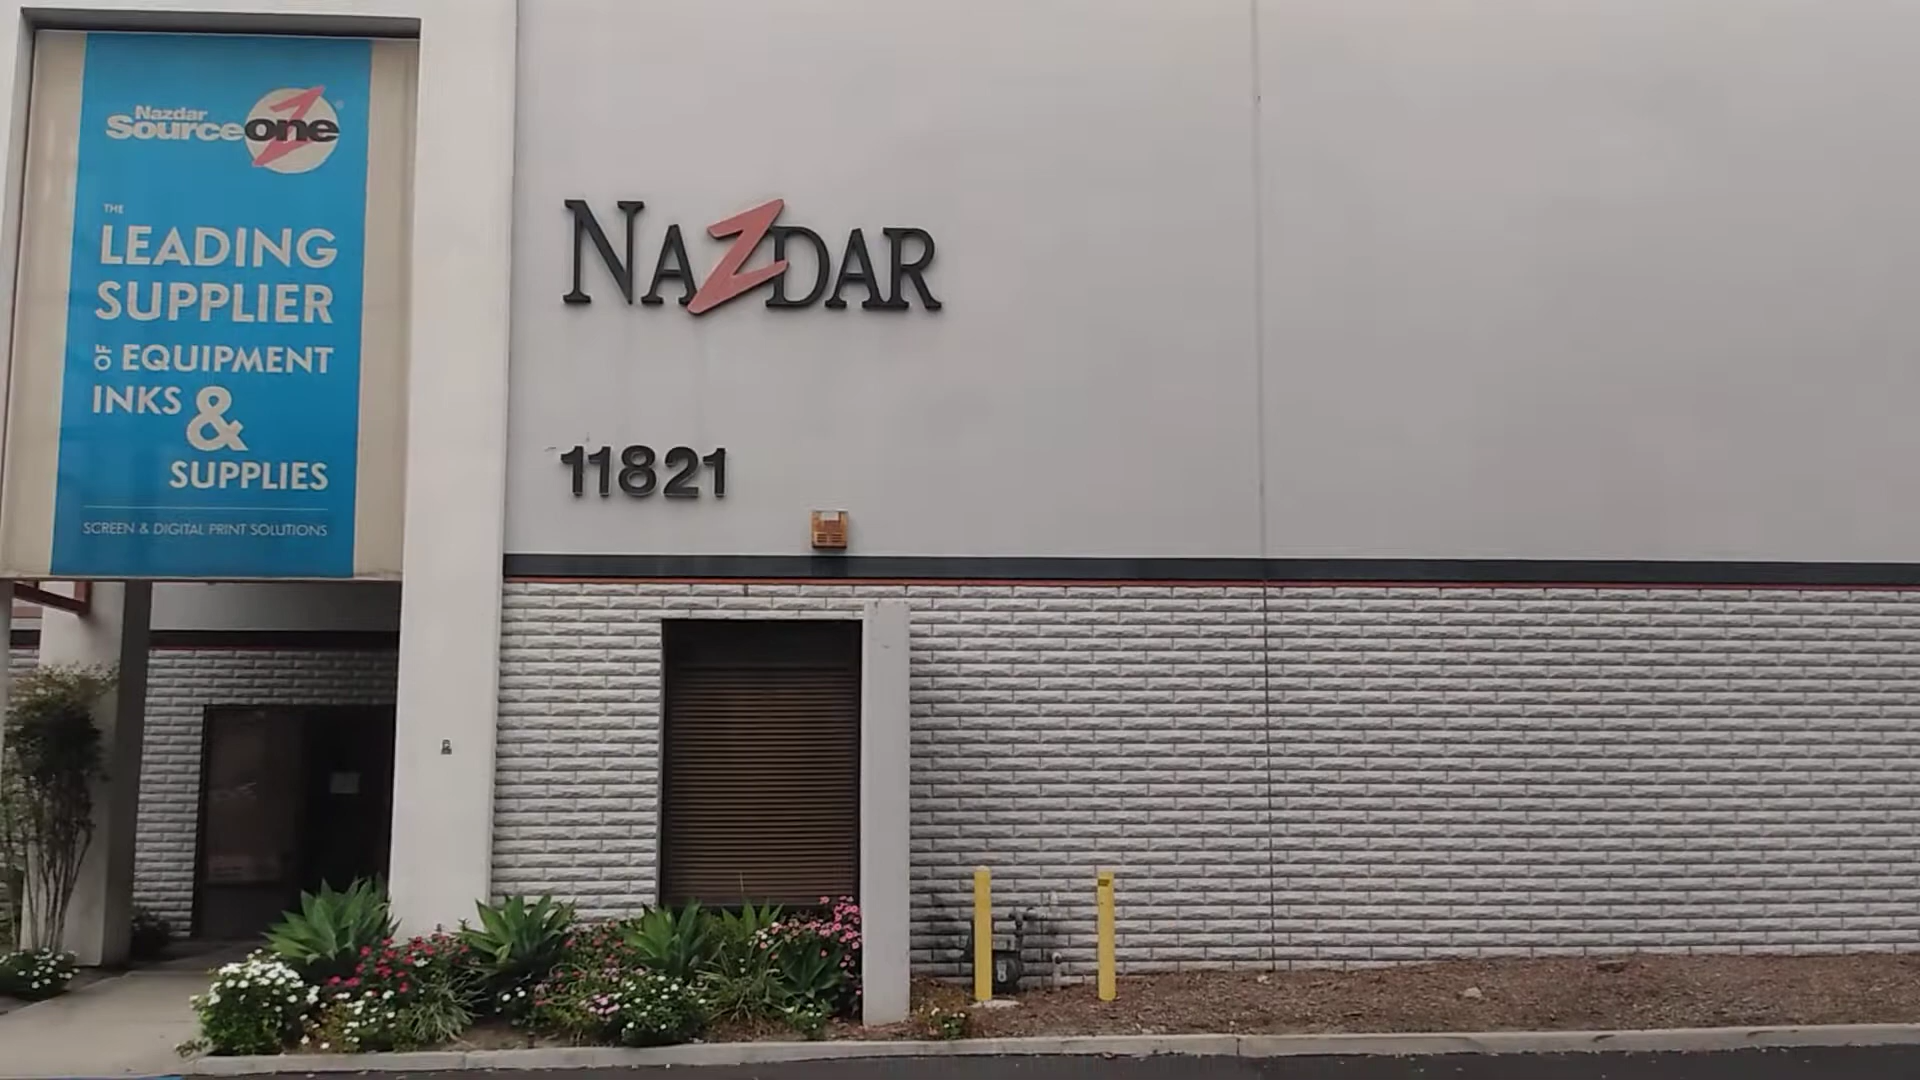 Nazdar
Sourceone®
THE
LEADING
SUPPLIER
OF EQUIPMENT
INKS &
SUPPLIES
SCREEN & DIGITAL PRINT SOLUTIONS
NAZDAR
11821